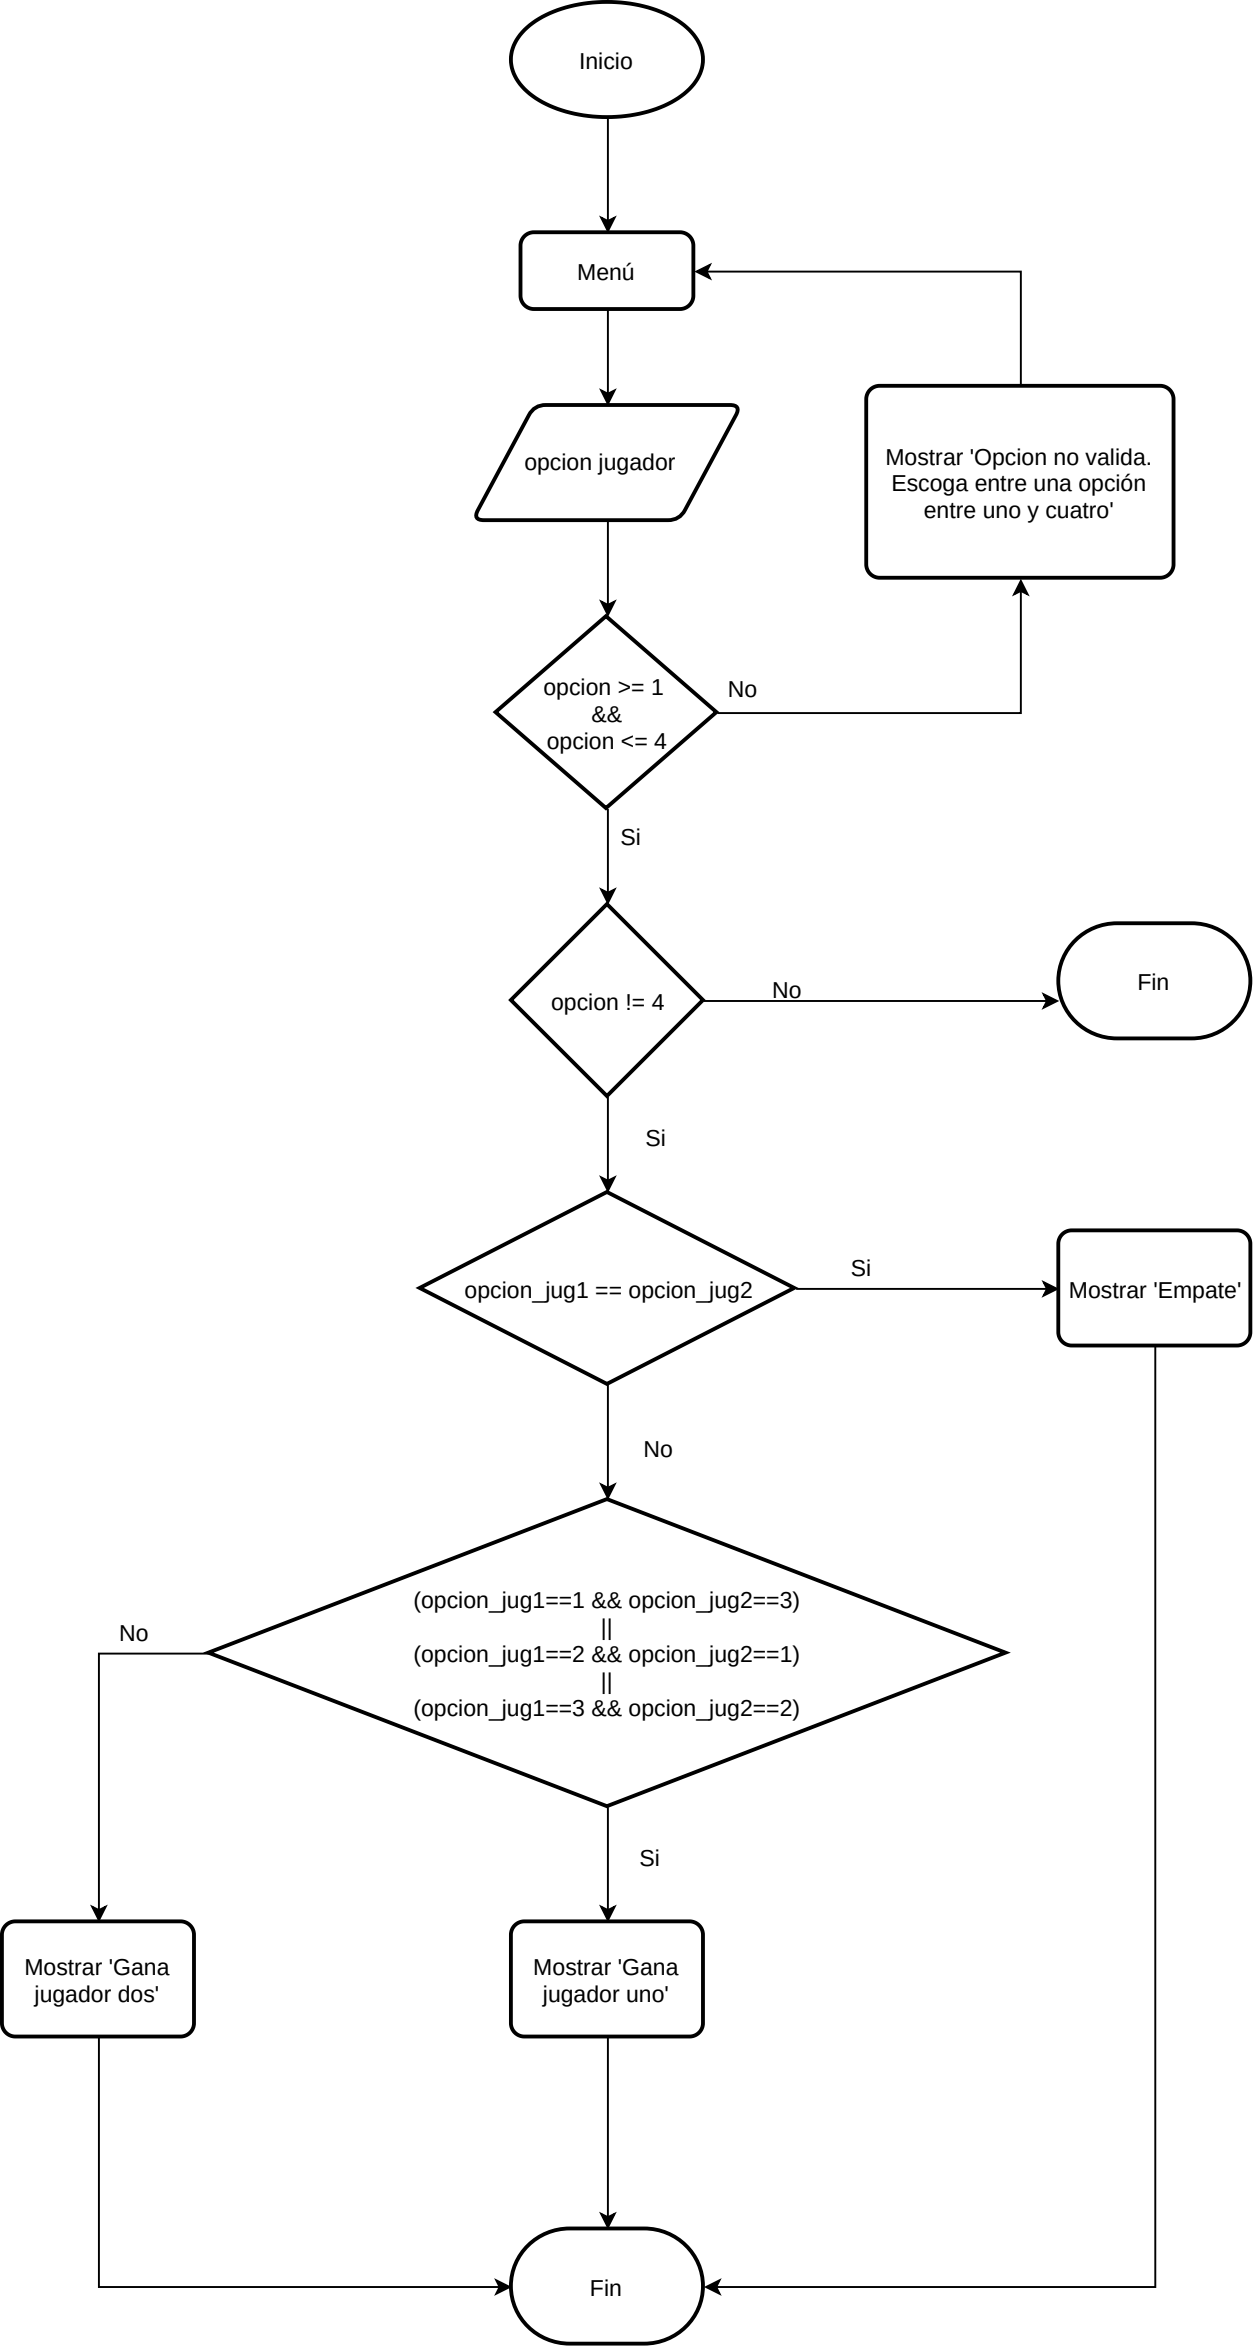 Inicio
Menú
opcion jugador
Mostrar 'Opcion no valida.
Escoga entre una opción
entre uno y cuatro'
opcion >= 1
&&
opcion <= 4
No
Si
opcion != 4
No
Fin
Si
opcion_jug1 == opcion_jug2
Si
Mostrar 'Empate'
No
(opcion_jug1==1 && opcion_jug2==3)
||
(opcion_jug1==2 && opcion_jug2==1)
||
(opcion_jug1==3 && opcion_jug2==2)
No
Si
Mostrar 'Gana
jugador dos'
Mostrar 'Gana
jugador uno'
Fin